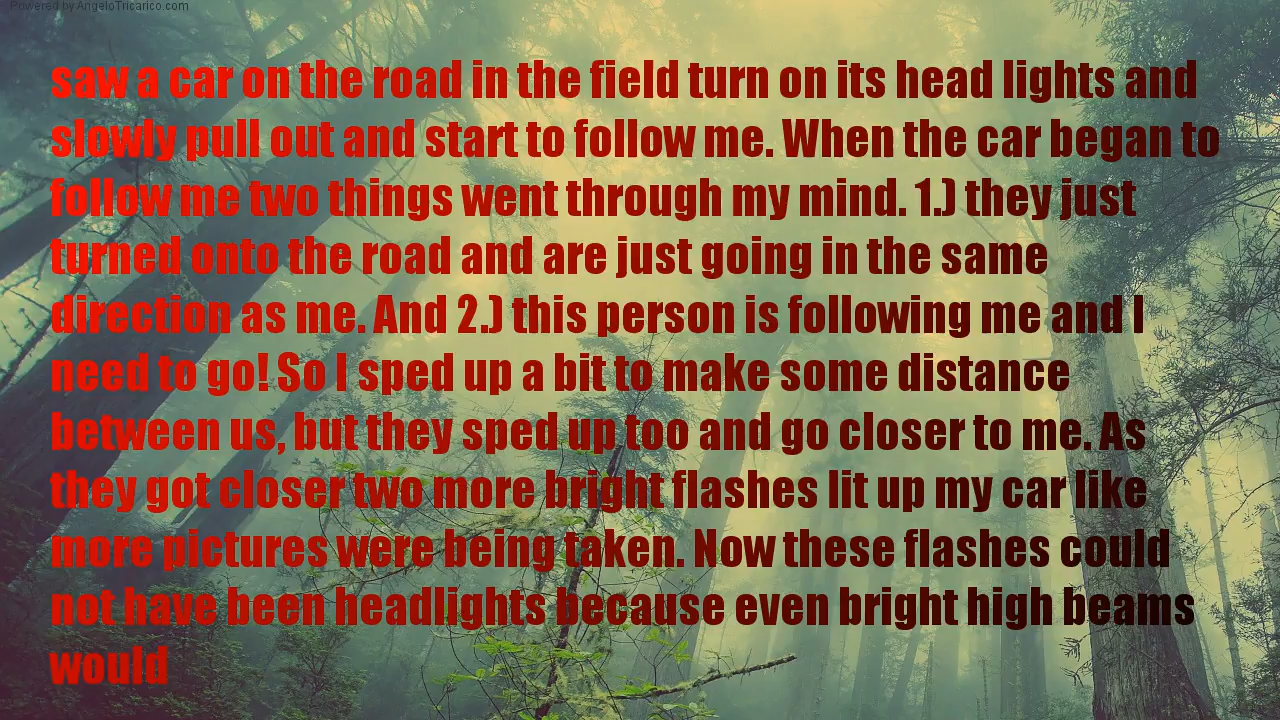 Powered by AngeloTricarico.com
saw a car on the road in the field turn on its head lights and
slowly pull out and start to follow me. When the car began to
follow me two things went through my mind. 1.) they just
turned onto the road and are just going in the same
direction as me. And 2.) this person is following me and I
need to go! So I sped up a bit to make some distance
between us, but they sped up too and go closer to me. As
they got closer two more bright flashes lit up my car like
more pictures were being taken. Now these flashes could
not have been headlights because even bright high beams
would